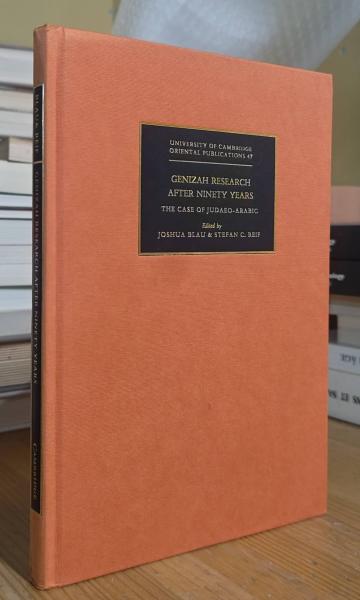 UNIVERSITY OF CAMBRIDGE
ORIENTAL PUBLICATIONS 47
GENIZAH RESEARCH
AFTER NINETY YEARS
THE CASE OF JUDAEO-ARABIC
Edited by
JOSHUA BLAU & STEFAN C. REIF
BLAU & REIF
GENIZAH RESEARCH AFTER NINETY YEARS
CAMBRIDGE